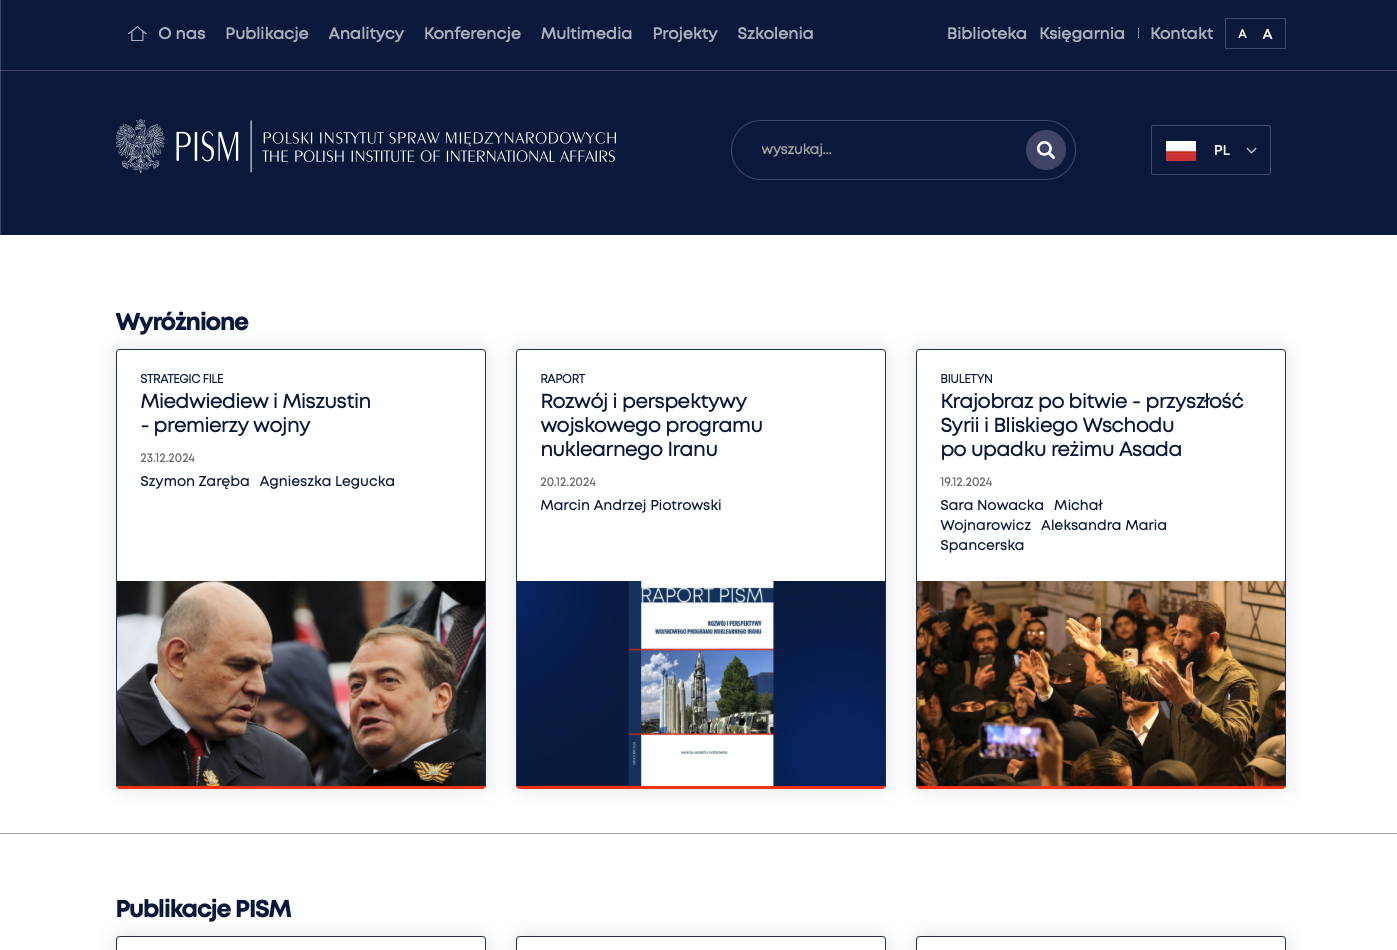 O nas Publikacje Analitycy Konferencje Multimedia Projekty Szkolenia Biblioteka Księgarnia Kontakt A A
PISM
POLSKI INSTYTUT SPRAW MIĘDZYNARODOWYCH
THE POLISH INSTITUTE OF INTERNATIONAL AFFAIRS
wyszukaj...
PL
Wyróżnione
STRATEGIC FILE
Miedwiediew i Miszustin
- premierzy wojny
23.12.2024
Szymon Zaręba Agnieszka Legucka
RAPORT
Rozwój i perspektywy
wojskowego programu
nuklearnego Iranu
20.12.2024
Marcin Andrzej Piotrowski
RAPORT PISM
ROZWÓJ I PERSPEKTYWY
WOJSKOWEGO PROGRAMU NUKLEARNEGO IRANU
MARCIN ANDRZEJ PIOTROWSKI
BIULETYN
Krajobraz po bitwie - przyszłość
Syrii i Bliskiego Wschodu
po upadku reżimu Asada
19.12.2024
Sara Nowacka Michał
Wojnarowicz Aleksandra Maria
Spancerska
Publikacje PISM